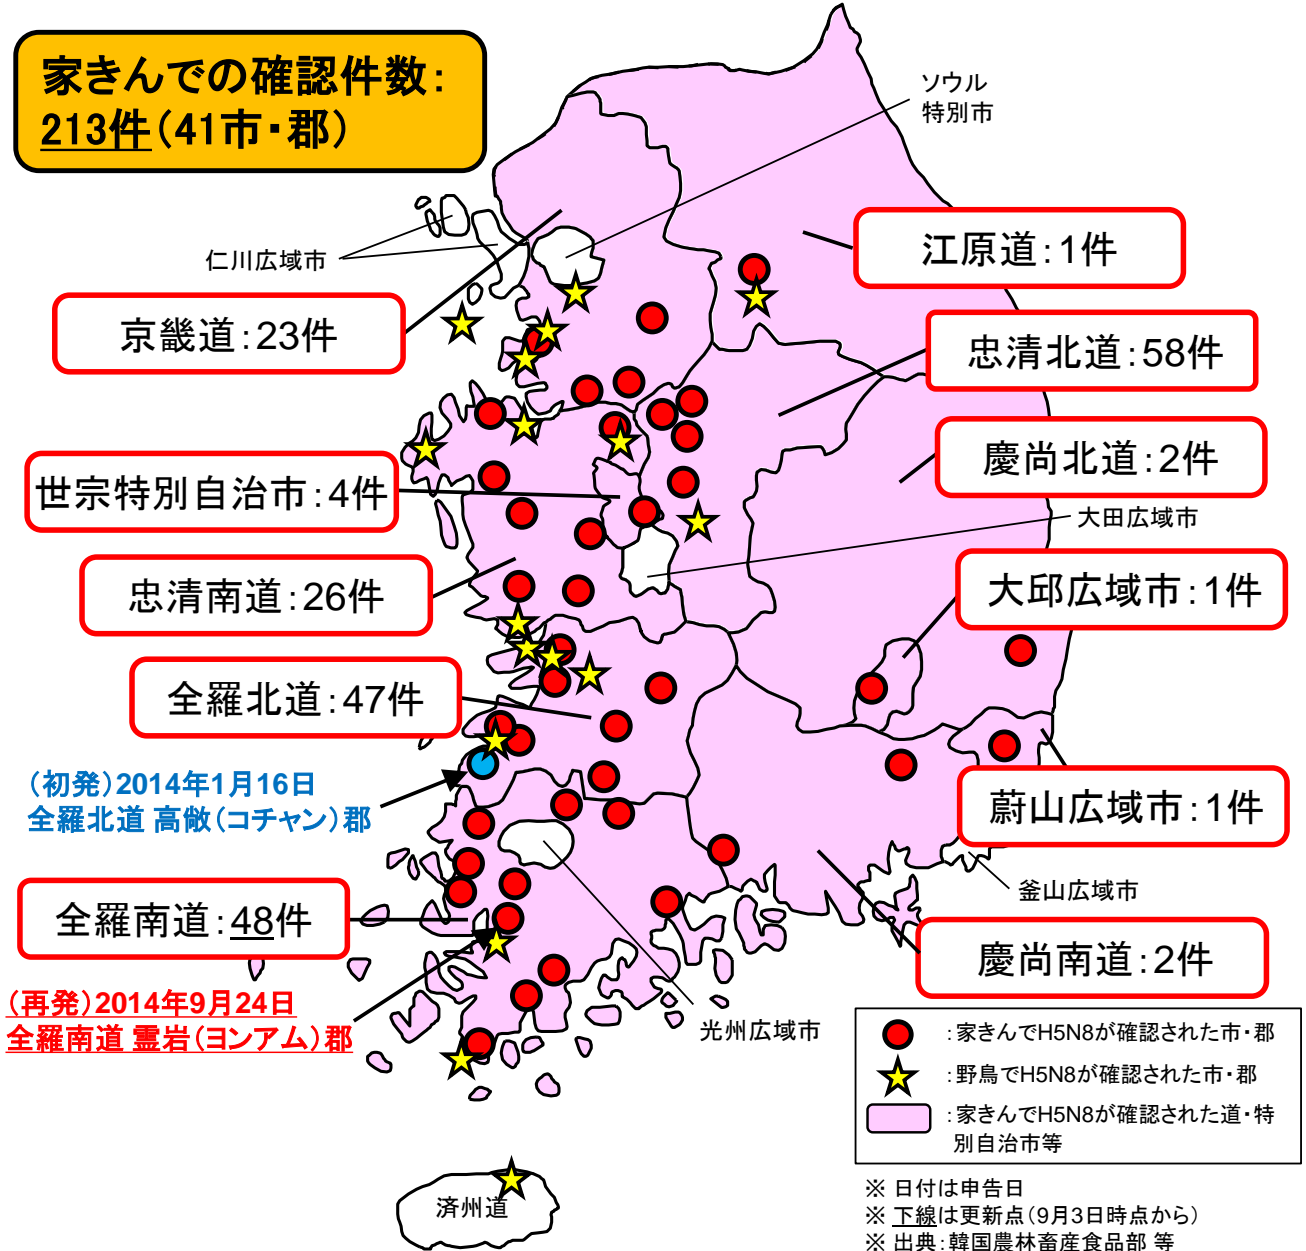 家きんでの確認件数：
213件（41市・郡）
ソウル
特別市
仁川広域市
江原道：1件
京畿道：23件
忠清北道：58件
慶尚北道：2件
世宗特別自治市：4件
大田広域市
忠清南道：26件
大邱広域市：1件
全羅北道：47件
（初発）2014年1月16日
全羅北道 高敞（コチャン）郡
蔚山広域市：1件
釜山広域市
全羅南道：48件
慶尚南道：2件
（再発）2014年9月24日
全羅南道 霊岩（ヨンアム）郡
光州広域市
：家きんでH5N8が確認された市・郡
：野鳥でH5N8が確認された市・郡
：家きんでH5N8が確認された道・特
別自治市等
済州道
※ 日付は申告日
※ 下線は更新点（9月3日時点から）
※ 出典：韓国農林畜産食品部 等